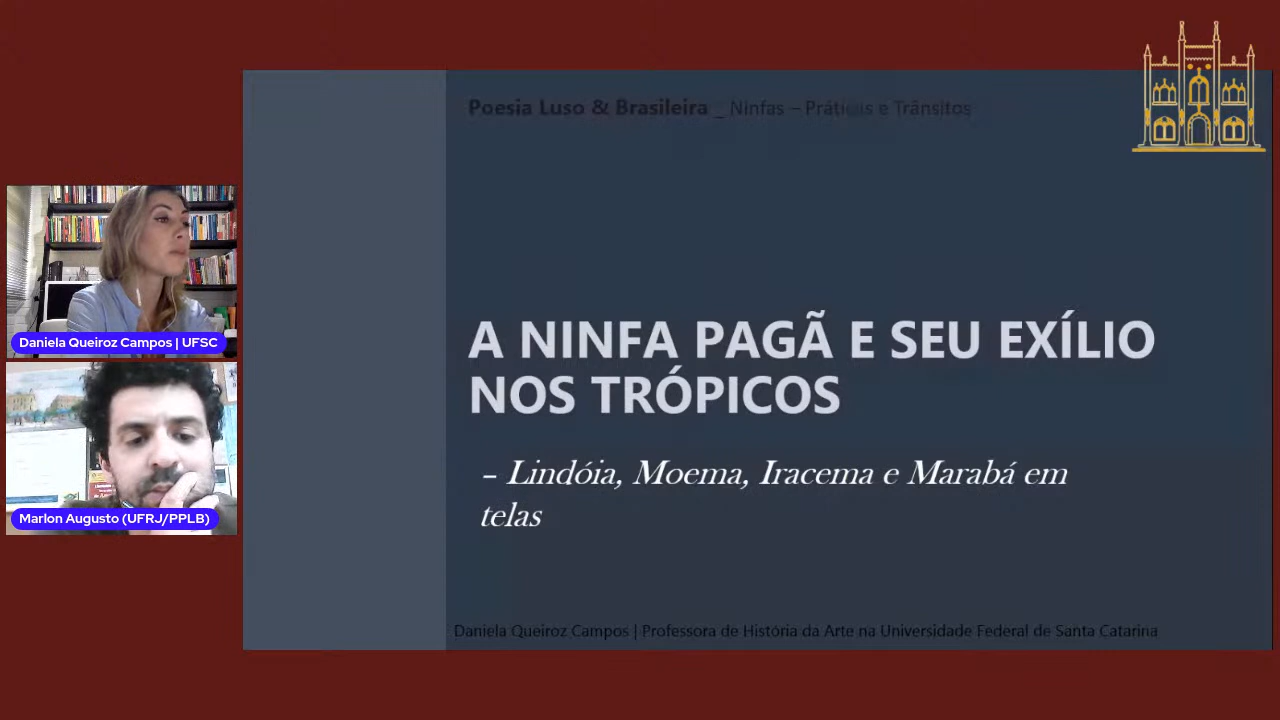 Poesia Luso & Brasileira _ Ninfas – Práticas e Trânsitos
A NINFA PAGÃ E SEU EXÍLIO
NOS TRÓPICOS
– Lindóia, Moema, Iracema e Marabá em
telas
Daniela Queiroz Campos | Professora de História da Arte na Universidade Federal de Santa Catarina
Daniela Queiroz Campos | UFSC
Marlon Augusto (UFRJ/PPLB)